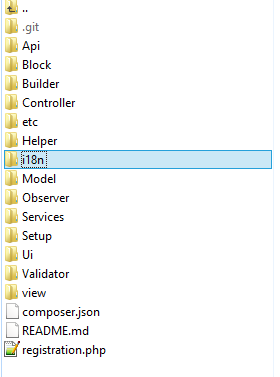 ..
.git
Api
Block
Builder
Controller
etc
Helper
i18n
Model
Observer
Services
Setup
Ui
Validator
view
composer.json
README.md
registration.php